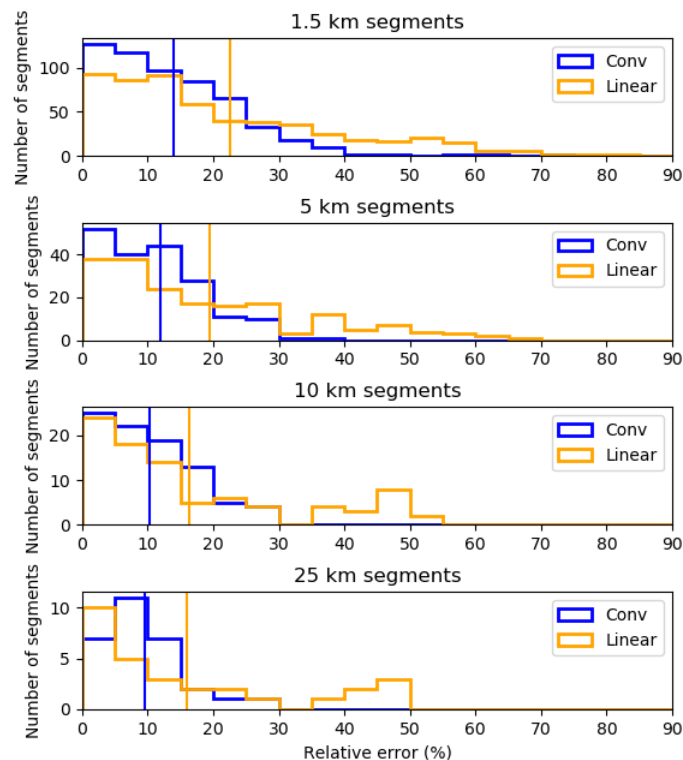 1.5 km segments
Number of segments
100
50
0
Conv
Linear
0 10 20 30 40 50 60 70 80 90
5 km segments
Number of segments
40
20
0
Conv
Linear
0 10 20 30 40 50 60 70 80 90
10 km segments
Number of segments
20
10
0
Conv
Linear
0 10 20 30 40 50 60 70 80 90
25 km segments
Number of segments
10
5
0
Conv
Linear
0 10 20 30 40 50 60 70 80 90
Relative error (%)